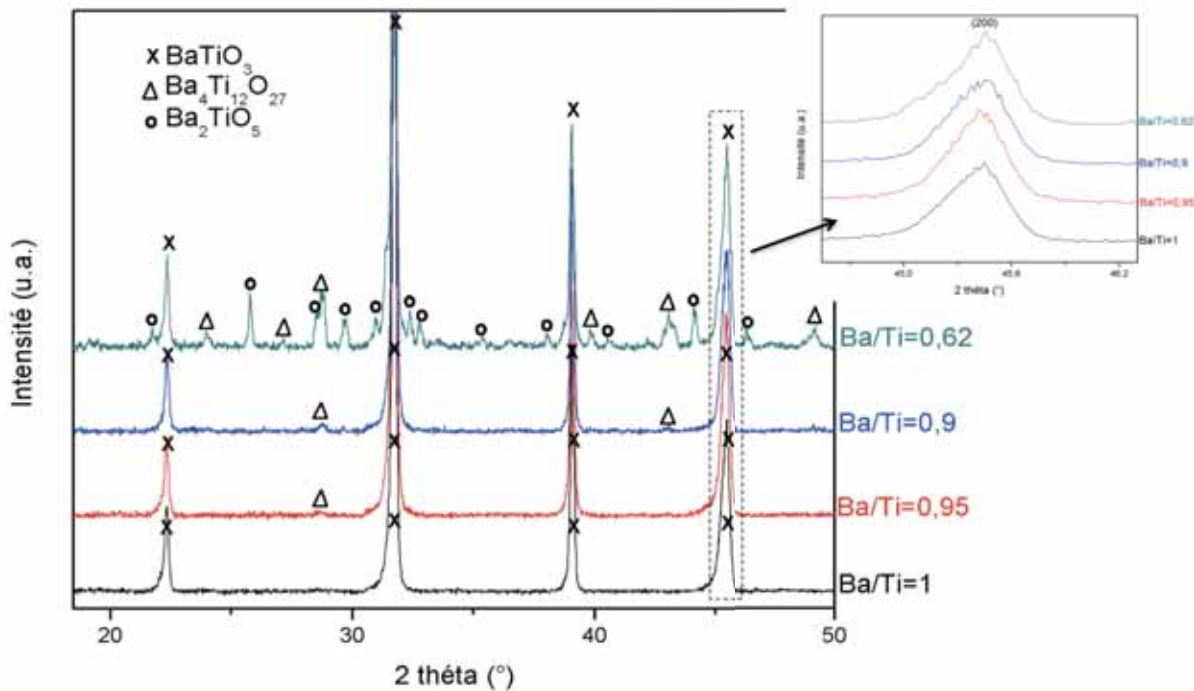 Intensité (u.a.)
x BaTiO3
Δ Ba4Ti12O27
o Ba2TiO5
Ba/Ti=0,62
Ba/Ti=0,9
Ba/Ti=0,95
Ba/Ti=1
20 30 40 50
2 théta (°)
(200)
Intensité (u.a.)
Ba/Ti=0,62
Ba/Ti=0,9
Ba/Ti=0,95
Ba/Ti=1
45,0 45,6 46,2
2 théta (°)